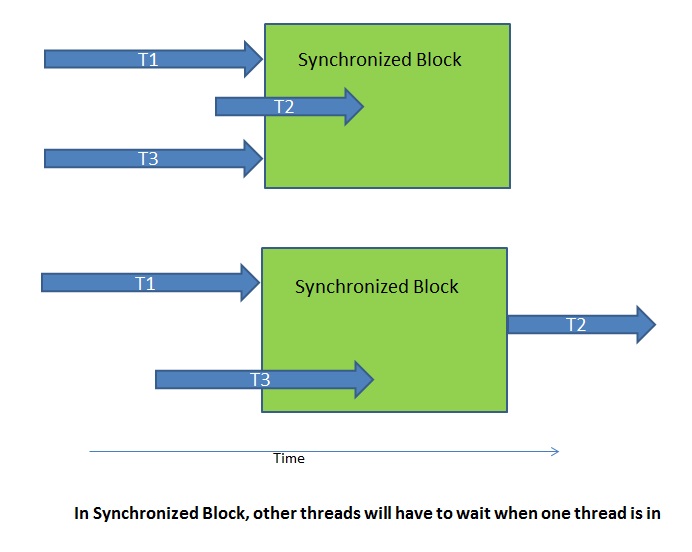 T1
Synchronized Block
T2
T3
T1
Synchronized Block
T2
T3
Time
In Synchronized Block, other threads will have to wait when one thread is in